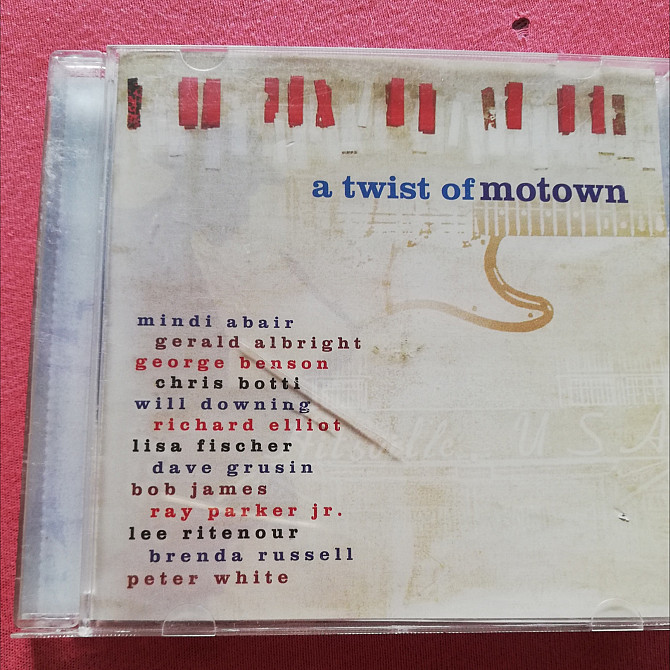 a twist of motown
mindi abair
gerald albright
george benson
chris botti
will downing
richard elliot
lisa fischer
dave grusin
bob james
ray parker jr.
lee ritenour
brenda russell
peter white
Hitsville U S A